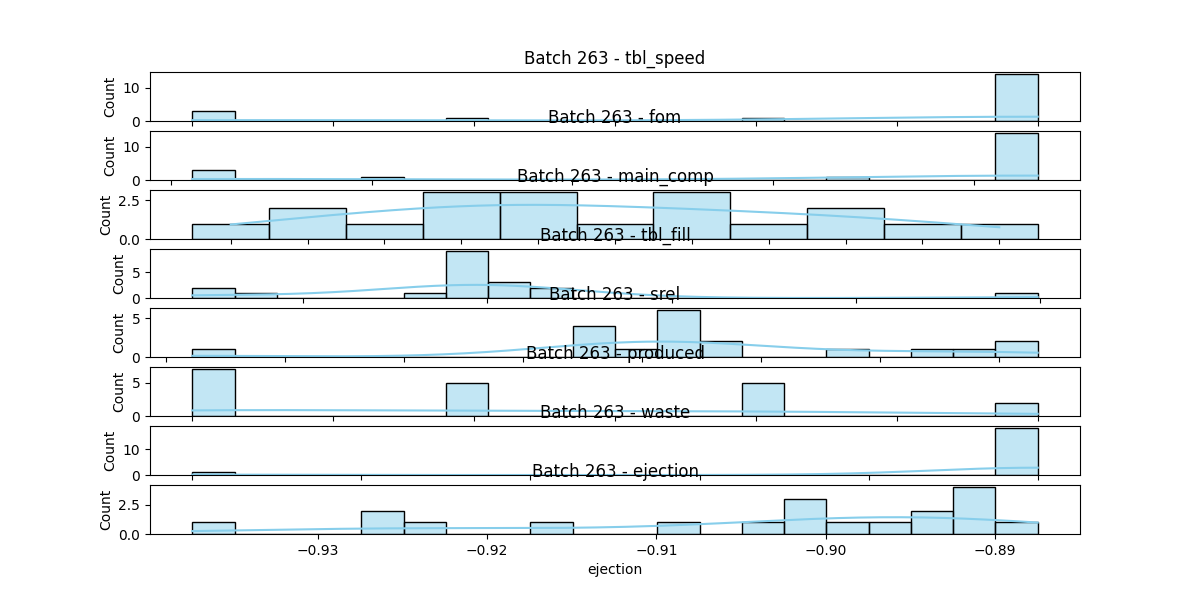 Batch 263 - tbl_speed
10
0
Count
Batch 263 - fom
10
0
Count
Batch 263 - main_comp
2.5
0.0
Count
Batch 263 - tbl_fill
5
0
Count
Batch 263 - srel
5
0
Count
Batch 263 - produced
5
0
Count
Batch 263 - waste
10
0
Count
Batch 263 - ejection
2.5
0.0
Count
−0.93 −0.92 −0.91 −0.90 −0.89
ejection